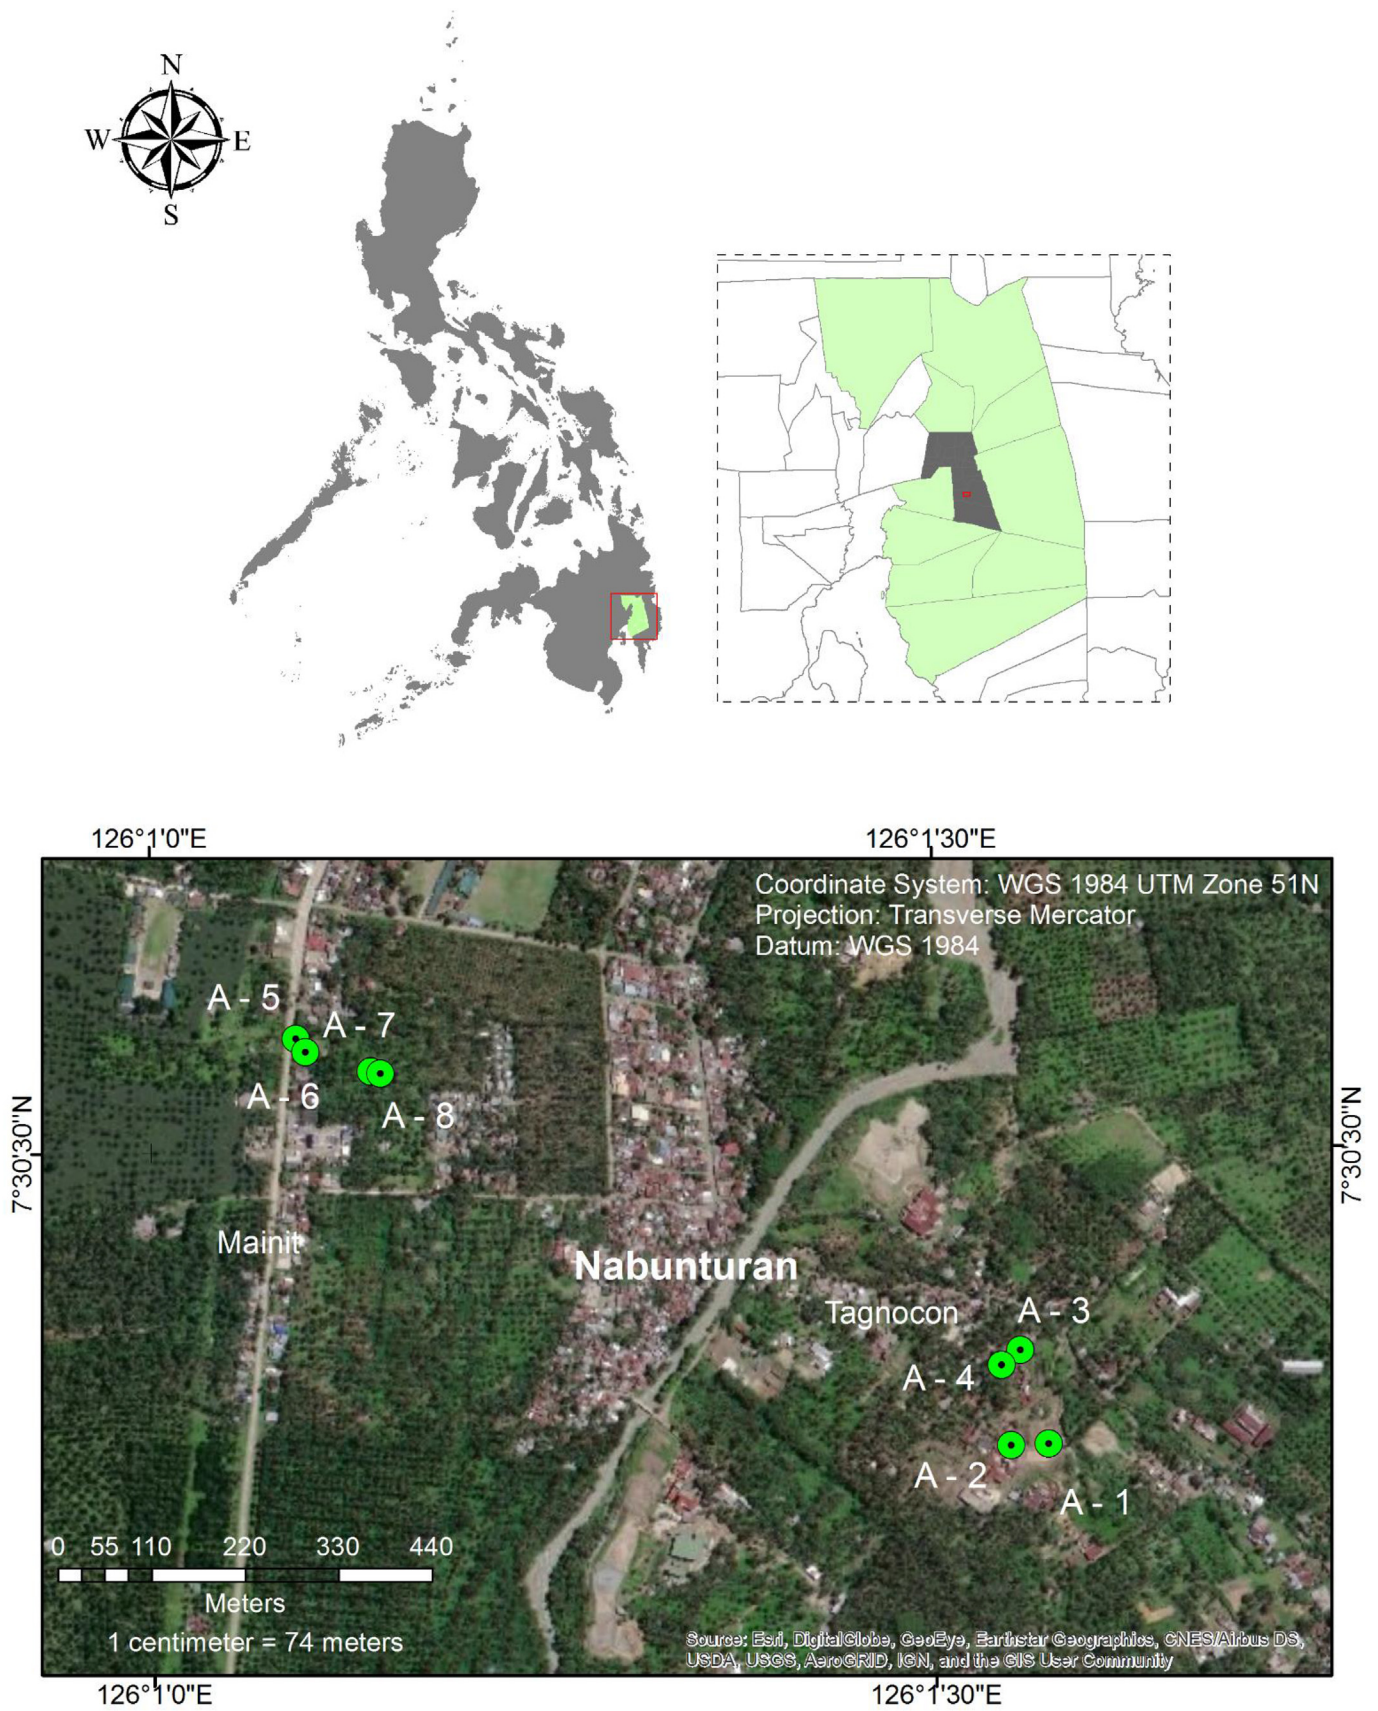 N
W E
S
126°1'0"E 126°1'30"E
Coordinate System: WGS 1984 UTM Zone 51N
Projection: Transverse Mercator
Datum: WGS 1984
A - 5
A - 7
A - 6
A - 8
7°30'30"N 7°30'30"N
Mainit
Nabunturan
Tagnocon
A - 3
A - 4
A - 2
A - 1
0 55 110 220 330 440
Meters
1 centimeter = 74 meters
Source: Esri, DigitalGlobe, GeoEye, Earthstar Geographics, CNES/Airbus DS,
USDA, USGS, AeroGRID, IGN, and the GIS User Community
126°1'0"E 126°1'30"E